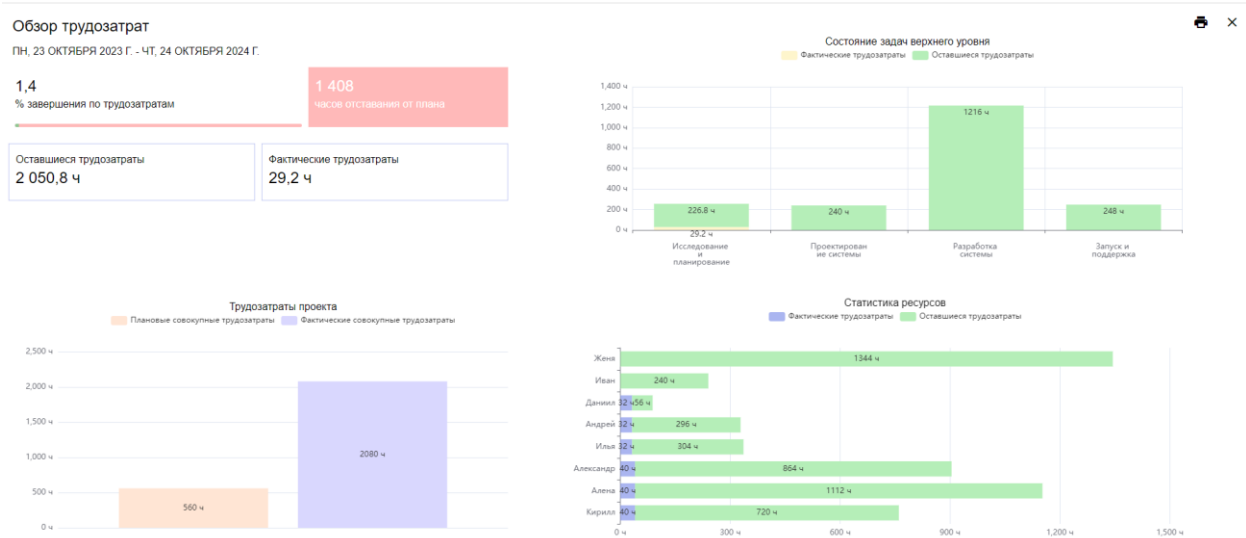 Обзор трудозатрат
ПН, 23 ОКТЯБРЯ 2023 Г. - ЧТ, 24 ОКТЯБРЯ 2024 Г.
1,4
% завершения по трудозатратам
1 408
часов отставания от плана
Оставшиеся трудозатраты
2 050,8 ч
Фактические трудозатраты
29,2 ч
Состояние задач верхнего уровня
Фактические трудозатраты Оставшиеся трудозатраты
1,400 ч
1,200 ч
1,000 ч
800 ч
600 ч
400 ч
200 ч
0 ч
226.8 ч
29.2 ч
240 ч
1216 ч
248 ч
Исследование
и
планирование
Проектирован
ие системы
Разработка
системы
Запуск и
поддержка
Трудозатраты проекта
Плановые совокупные трудозатраты Фактические совокупные трудозатраты
2,500 ч
2,000 ч
1,500 ч
1,000 ч
500 ч
0 ч
560 ч
2080 ч
Статистика ресурсов
Фактические трудозатраты Оставшиеся трудозатраты
Женя 1344 ч
Иван 240 ч
Даниил 32 ч 56 ч
Андрей 32 ч 296 ч
Илья 32 ч 304 ч
Александр 40 ч 864 ч
Алена 40 ч 1112 ч
Кирилл 40 ч 720 ч
0 ч 300 ч 600 ч 900 ч 1,200 ч 1,500 ч